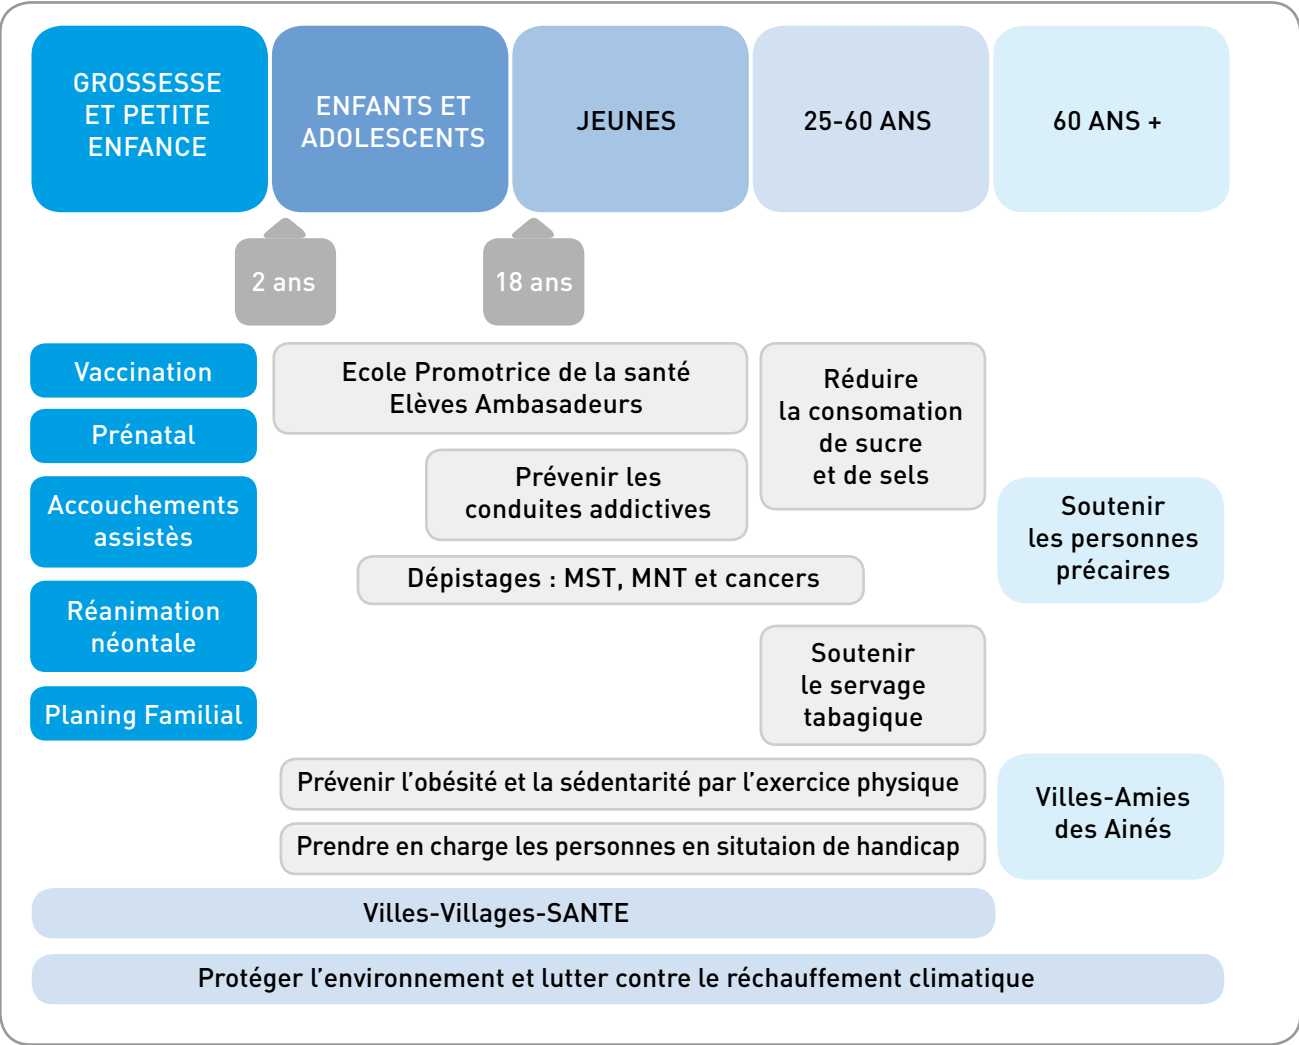 GROSSESSE
ET PETITE
ENFANCE
ENFANTS ET
ADOLESCENTS
JEUNES
25-60 ANS
60 ANS +
2 ans
18 ans
Vaccination
Prénatal
Accouchements
assistès
Réanimation
néontale
Planing Familial
Ecole Promotrice de la santé
Elèves Ambasadeurs
Prévenir les
conduites addictives
Dépistages : MST, MNT et cancers
Réduire
la consomation
de sucre
et de sels
Soutenir
le servage
tabagique
Soutenir
les personnes
précaires
Prévenir l’obésité et la sédentarité par l’exercice physique
Prendre en charge les personnes en situtaion de handicap
Villes-Amies
des Ainés
Villes-Villages-SANTE
Protéger l’environnement et lutter contre le réchauffement climatique